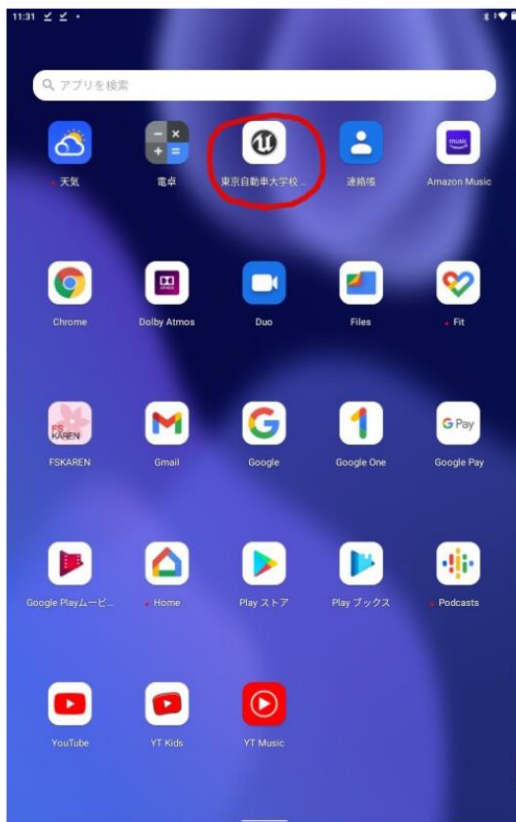 11:31
アプリを検索
天気
電卓
東京自動車大学校 ...
連絡帳
music
Amazon Music
Chrome
Dolby Atmos
Duo
Files
Fit
FS
KAREN
FSKAREN
Gmail
Google
Google One
G Pay
Google Pay
Google Playムービ...
Home
Play ストア
Play ブックス
Podcasts
YouTube
YT Kids
YT Music